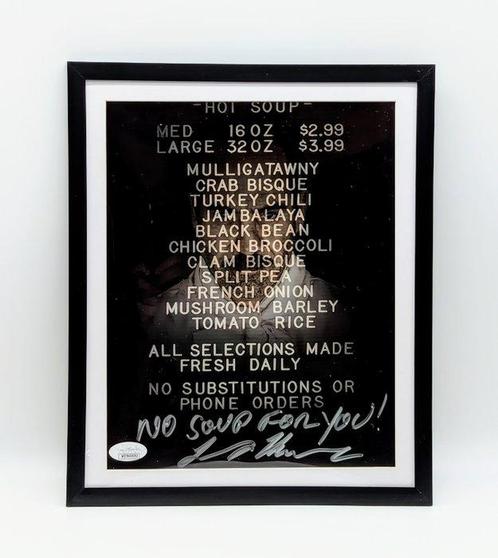 -HOT SOUP-
MED 16 OZ $2.99
LARGE 32 OZ $3.99
MULLIGATAWNY
CRAB BISQUE
TURKEY CHILI
JAMBALAYA
BLACK BEAN
CHICKEN BROCCOLI
CLAM BISQUE
SPLIT PEA
FRENCH ONION
MUSHROOM BARLEY
TOMATO RICE
ALL SELECTIONS MADE
FRESH DAILY
NO SUBSTITUTIONS OR
PHONE ORDERS
NO SOUP FOR YOU!